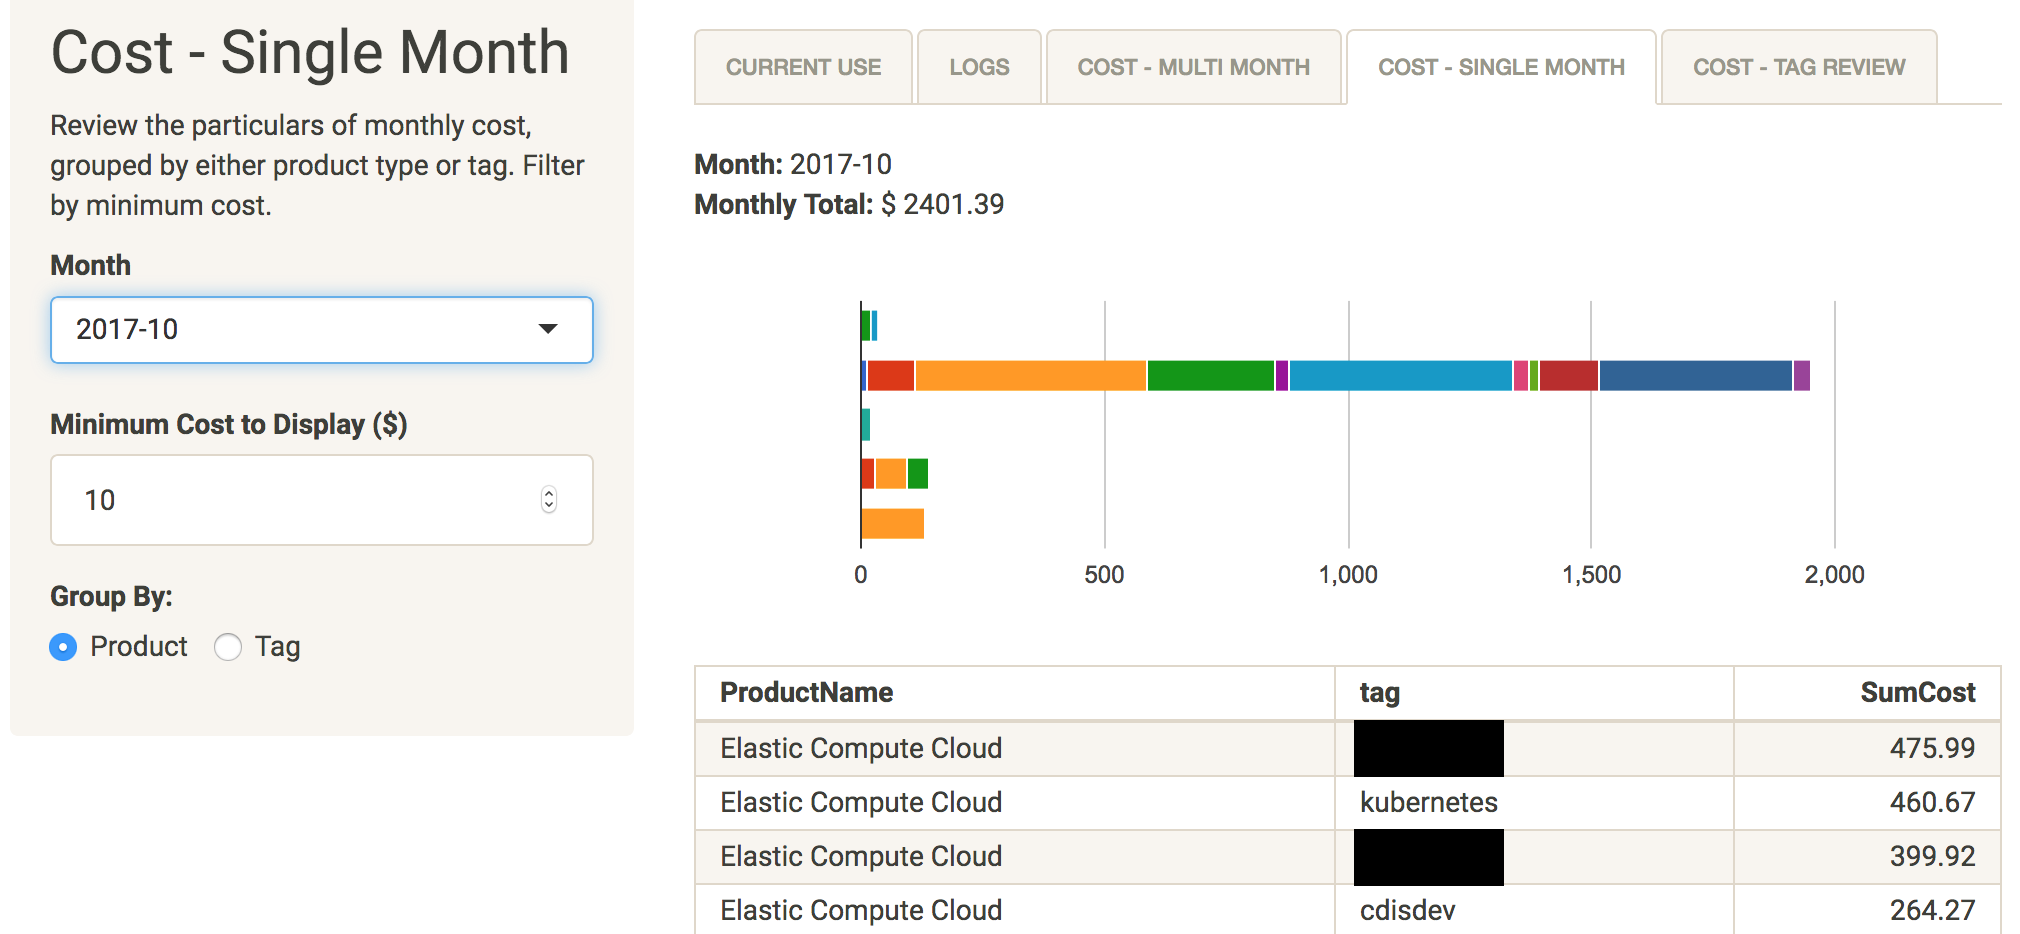 Cost - Single Month
Review the particulars of monthly cost,
grouped by either product type or tag. Filter
by minimum cost.
Month
2017-10
Minimum Cost to Display ($)
10
Group By:
Product Tag
CURRENT USE LOGS COST - MULTI MONTH COST - SINGLE MONTH COST - TAG REVIEW
Month: 2017-10
Monthly Total: $ 2401.39
0 500 1,000 1,500 2,000
ProductName tag SumCost
Elastic Compute Cloud 475.99
Elastic Compute Cloud kubernetes 460.67
Elastic Compute Cloud 399.92
Elastic Compute Cloud cdisdev 264.27